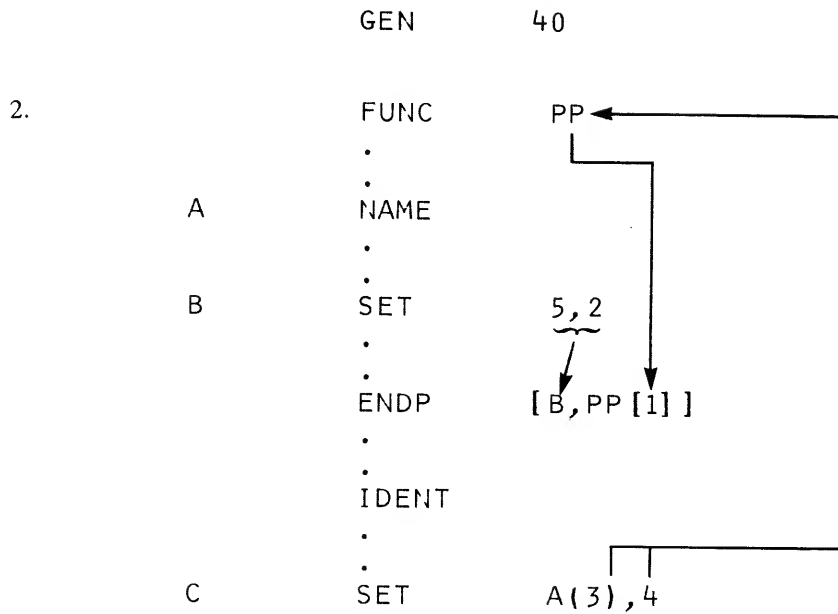 GEN 40
2. FUNC PP
.
.
A NAME
.
.
B SET 5,2
.
.
ENDP [B,PP[1]]
.
.
IDENT
.
.
C SET A(3),4